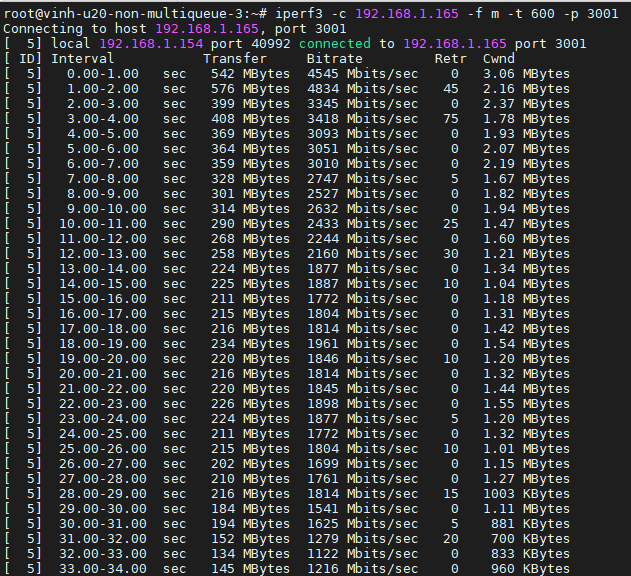 root@vinh-u20-non-multiqueue-3:~# iperf3 -c 192.168.1.165 -f m -t 600 -p 3001
Connecting to host 192.168.1.165, port 3001
[  5] local 192.168.1.154 port 40992 connected to 192.168.1.165 port 3001
[ ID] Interval           Transfer     Bitrate         Retr  Cwnd
[  5]   0.00-1.00   sec   542 MBytes  4545 Mbits/sec    0   3.06 MBytes
[  5]   1.00-2.00   sec   576 MBytes  4834 Mbits/sec   45   2.16 MBytes
[  5]   2.00-3.00   sec   399 MBytes  3345 Mbits/sec    0   2.37 MBytes
[  5]   3.00-4.00   sec   408 MBytes  3418 Mbits/sec   75   1.78 MBytes
[  5]   4.00-5.00   sec   369 MBytes  3093 Mbits/sec    0   1.93 MBytes
[  5]   5.00-6.00   sec   364 MBytes  3051 Mbits/sec    0   2.07 MBytes
[  5]   6.00-7.00   sec   359 MBytes  3010 Mbits/sec    0   2.19 MBytes
[  5]   7.00-8.00   sec   328 MBytes  2747 Mbits/sec    5   1.67 MBytes
[  5]   8.00-9.00   sec   301 MBytes  2527 Mbits/sec    0   1.82 MBytes
[  5]   9.00-10.00  sec   314 MBytes  2632 Mbits/sec    0   1.94 MBytes
[  5]  10.00-11.00  sec   290 MBytes  2433 Mbits/sec   25   1.47 MBytes
[  5]  11.00-12.00  sec   268 MBytes  2244 Mbits/sec    0   1.60 MBytes
[  5]  12.00-13.00  sec   258 MBytes  2160 Mbits/sec   30   1.21 MBytes
[  5]  13.00-14.00  sec   224 MBytes  1877 Mbits/sec    0   1.34 MBytes
[  5]  14.00-15.00  sec   225 MBytes  1887 Mbits/sec   10   1.04 MBytes
[  5]  15.00-16.00  sec   211 MBytes  1772 Mbits/sec    0   1.18 MBytes
[  5]  16.00-17.00  sec   215 MBytes  1804 Mbits/sec    0   1.31 MBytes
[  5]  17.00-18.00  sec   216 MBytes  1814 Mbits/sec    0   1.42 MBytes
[  5]  18.00-19.00  sec   234 MBytes  1961 Mbits/sec    0   1.54 MBytes
[  5]  19.00-20.00  sec   220 MBytes  1846 Mbits/sec   10   1.20 MBytes
[  5]  20.00-21.00  sec   216 MBytes  1814 Mbits/sec    0   1.32 MBytes
[  5]  21.00-22.00  sec   220 MBytes  1845 Mbits/sec    0   1.44 MBytes
[  5]  22.00-23.00  sec   226 MBytes  1898 Mbits/sec    0   1.55 MBytes
[  5]  23.00-24.00  sec   224 MBytes  1877 Mbits/sec    5   1.20 MBytes
[  5]  24.00-25.00  sec   211 MBytes  1772 Mbits/sec    0   1.32 MBytes
[  5]  25.00-26.00  sec   215 MBytes  1804 Mbits/sec   10   1.01 MBytes
[  5]  26.00-27.00  sec   202 MBytes  1699 Mbits/sec    0   1.15 MBytes
[  5]  27.00-28.00  sec   210 MBytes  1761 Mbits/sec    0   1.27 MBytes
[  5]  28.00-29.00  sec   216 MBytes  1814 Mbits/sec   15   1003 KBytes
[  5]  29.00-30.00  sec   184 MBytes  1541 Mbits/sec    0   1.11 MBytes
[  5]  30.00-31.00  sec   194 MBytes  1625 Mbits/sec    5    881 KBytes
[  5]  31.00-32.00  sec   152 MBytes  1279 Mbits/sec   20    700 KBytes
[  5]  32.00-33.00  sec   134 MBytes  1122 Mbits/sec    0    833 KBytes
[  5]  33.00-34.00  sec   145 MBytes  1216 Mbits/sec    0    960 KBytes